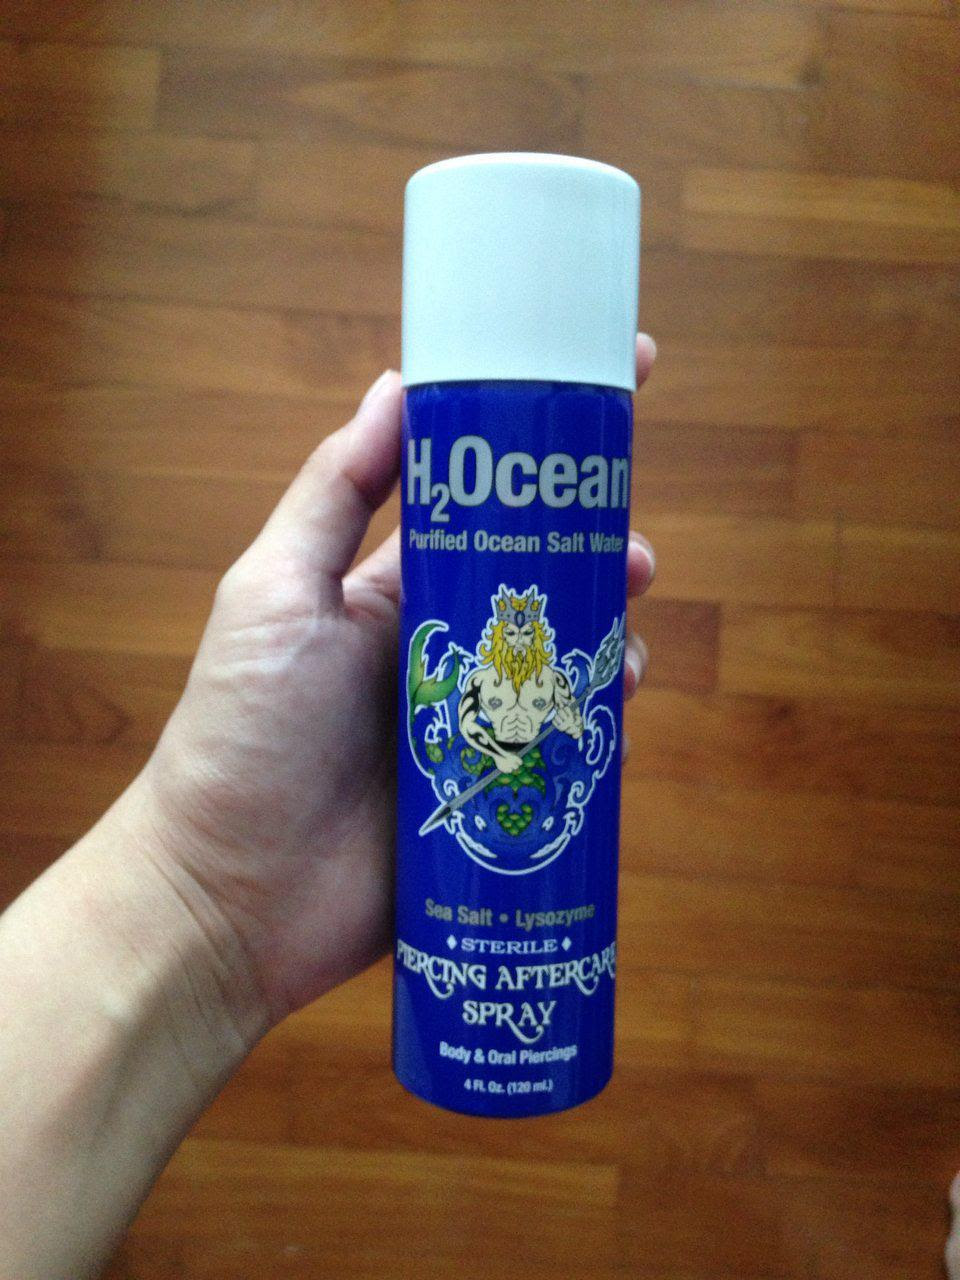 H2Ocean
Purified Ocean Salt Water
Sea Salt • Lysozyme
♦ STERILE ♦
PIERCING AFTERCARE
SPRAY
Body & Oral Piercings
4 Fl. Oz. (120 ml.)